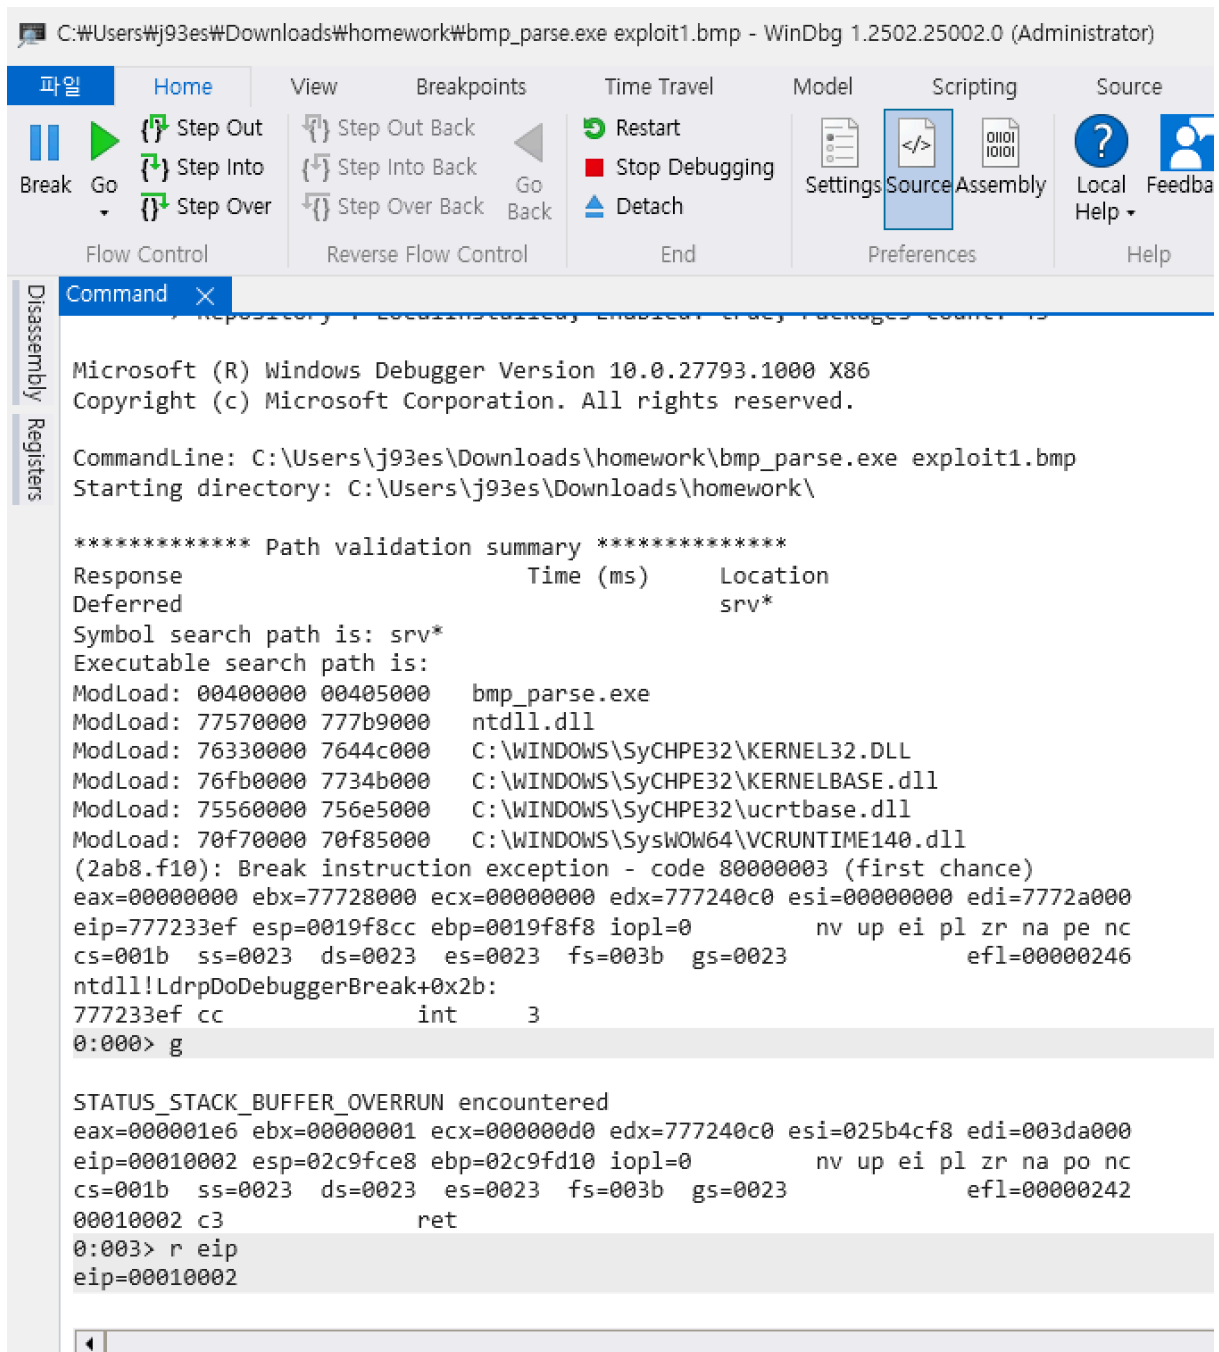 C:₩Users₩j93es₩Downloads₩homework₩bmp_parse.exe exploit1.bmp - WinDbg 1.2502.25002.0 (Administrator)
파일 Home View Breakpoints Time Travel Model Scripting Source
Break
Go
Step Out
Step Into
Step Over
Flow Control
Step Out Back
Step Into Back
Step Over Back
Go Back
Reverse Flow Control
Restart
Stop Debugging
Detach
End
Settings
Source
Assembly
Preferences
Local Help
Feedba
Help
Disassembly
Registers
Command
> Repository : LocalInstalled, Enabled: true, Packages count: 43
Microsoft (R) Windows Debugger Version 10.0.27793.1000 X86
Copyright (c) Microsoft Corporation. All rights reserved.
CommandLine: C:\Users\j93es\Downloads\homework\bmp_parse.exe exploit1.bmp
Starting directory: C:\Users\j93es\Downloads\homework\
************* Path validation summary **************
Response                         Time (ms)     Location
Deferred                                       srv*
Symbol search path is: srv*
Executable search path is:
ModLoad: 00400000 00405000   bmp_parse.exe
ModLoad: 77570000 777b9000   ntdll.dll
ModLoad: 76330000 7644c000   C:\WINDOWS\SyCHPE32\KERNEL32.DLL
ModLoad: 76fb0000 7734b000   C:\WINDOWS\SyCHPE32\KERNELBASE.dll
ModLoad: 75560000 756e5000   C:\WINDOWS\SyCHPE32\ucrtbase.dll
ModLoad: 70f70000 70f85000   C:\WINDOWS\SysWOW64\VCRUNTIME140.dll
(2ab8.f10): Break instruction exception - code 80000003 (first chance)
eax=00000000 ebx=77728000 ecx=00000000 edx=777240c0 esi=00000000 edi=7772a000
eip=777233ef esp=0019f8cc ebp=0019f8f8 iopl=0         nv up ei pl zr na pe nc
cs=001b  ss=0023  ds=0023  es=0023  fs=003b  gs=0023             efl=00000246
ntdll!LdrpDoDebuggerBreak+0x2b:
777233ef cc              int     3
0:000> g
STATUS_STACK_BUFFER_OVERRUN encountered
eax=000001e6 ebx=00000001 ecx=000000d0 edx=777240c0 esi=025b4cf8 edi=003da000
eip=00010002 esp=02c9fce8 ebp=02c9fd10 iopl=0         nv up ei pl zr na po nc
cs=001b  ss=0023  ds=0023  es=0023  fs=003b  gs=0023             efl=00000242
00010002 c3              ret
0:003> r eip
eip=00010002